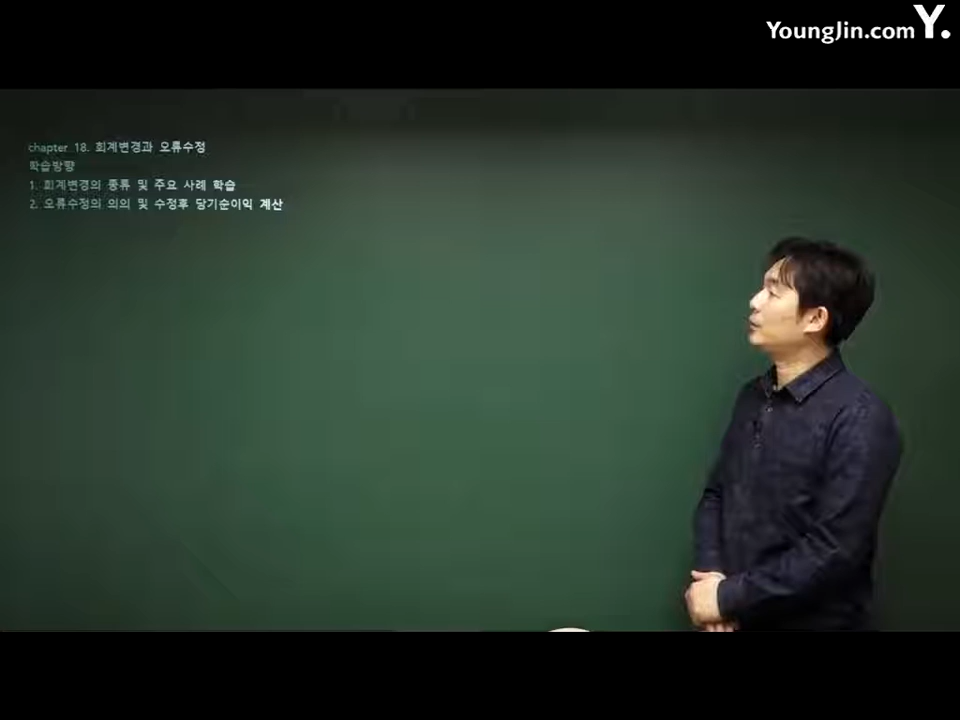 YoungJin.com Y.
chapter 18. 회계변경과 오류수정
학습방향
1. 회계변경의 종류 및 주요 사례 학습
2. 오류수정의 의의 및 수정후 당기순이익 계산